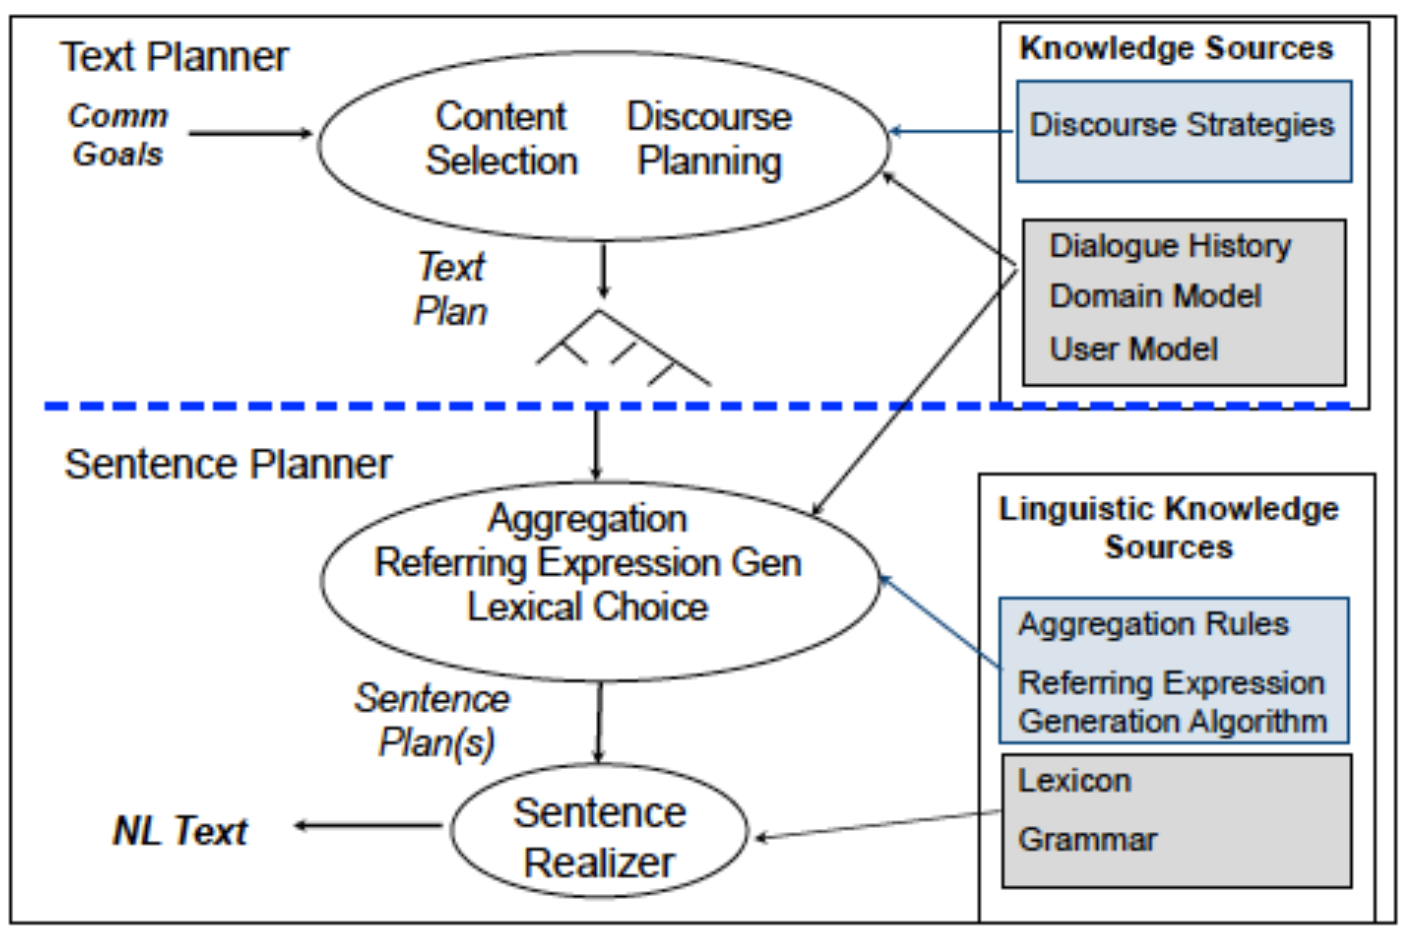 Text Planner
Comm
Goals
Content
Selection
Discourse
Planning
Knowledge Sources
Discourse Strategies
Dialogue History
Domain Model
User Model
Text
Plan
Sentence Planner
Aggregation
Referring Expression Gen
Lexical Choice
Linguistic Knowledge
Sources
Aggregation Rules
Referring Expression
Generation Algorithm
Lexicon
Grammar
Sentence
Plan(s)
Sentence
Realizer
NL Text